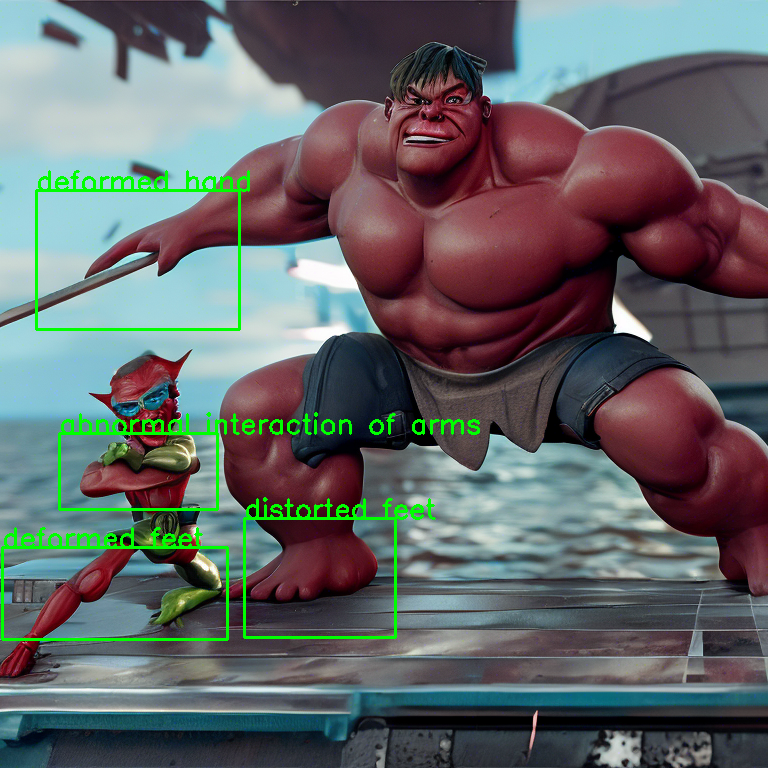 deformed hand
abnormal interaction of arms
distorted feet
deformed feet